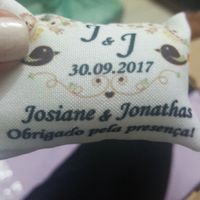 J & J
30.09.2017
Josiane & Jonathas
Obrigado pela presença!